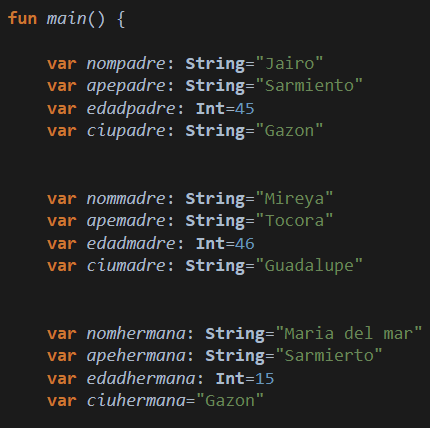 fun main() {
var nompadre: String="Jairo"
var apepadre: String="Sarmiento"
var edadpadre: Int=45
var ciupadre: String="Gazon"
var nommadre: String="Mireya"
var apemadre: String="Tocora"
var edadmadre: Int=46
var ciumadre: String="Guadalupe"
var nomhermana: String="Maria del mar"
var apehermana: String="Sarmierto"
var edadhermana: Int=15
var ciuhermana="Gazon"